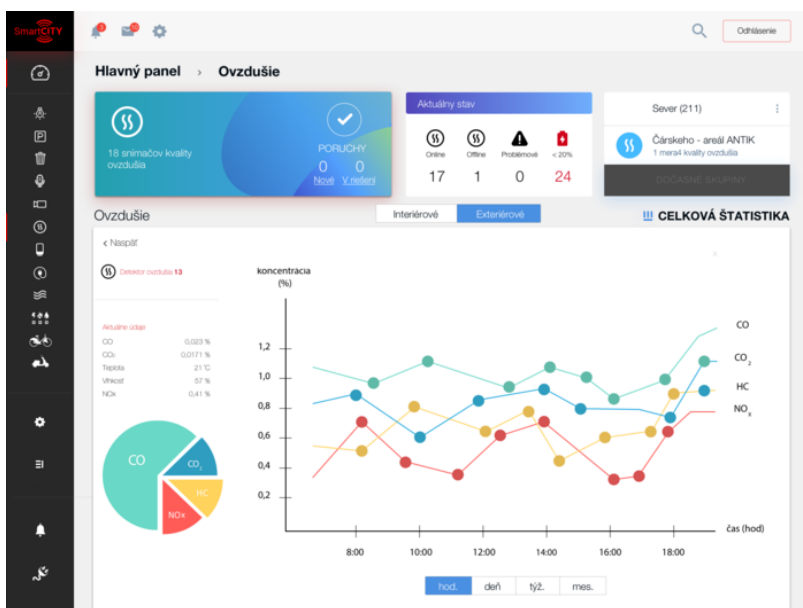 SmartCITY
Odhlásenie
Hlavný panel › Ovzdušie
18 snímačov kvality
ovzdušia
PORUCHY
0 0
Nové V riešení
Aktuálny stav
Online Offline Problémové < 20%
17 1 0 24
Sever (211)
Čárskeho - areál ANTIK
1 mera4 kvality ovzdušia
DOČASNÉ SKUPINY
Ovzdušie
Interiérové Exteriérové
CELKOVÁ ŠTATISTIKA
< Naspäť
Detektor ovzdušia 13
Aktuálne údaje
CO 0,023 %
CO₂ 0,0171 %
Teplota 21 °C
Vlhkosť 57 %
NOx 0,41 %
CO
CO₂
HC
NOx
koncentrácia
(%)
1,2
1,0
0,8
0,6
0,4
0,2
CO
CO₂
HC
NOₓ
čas (hod)
8:00 10:00 12:00 14:00 16:00 18:00
hod. deň týž. mes.